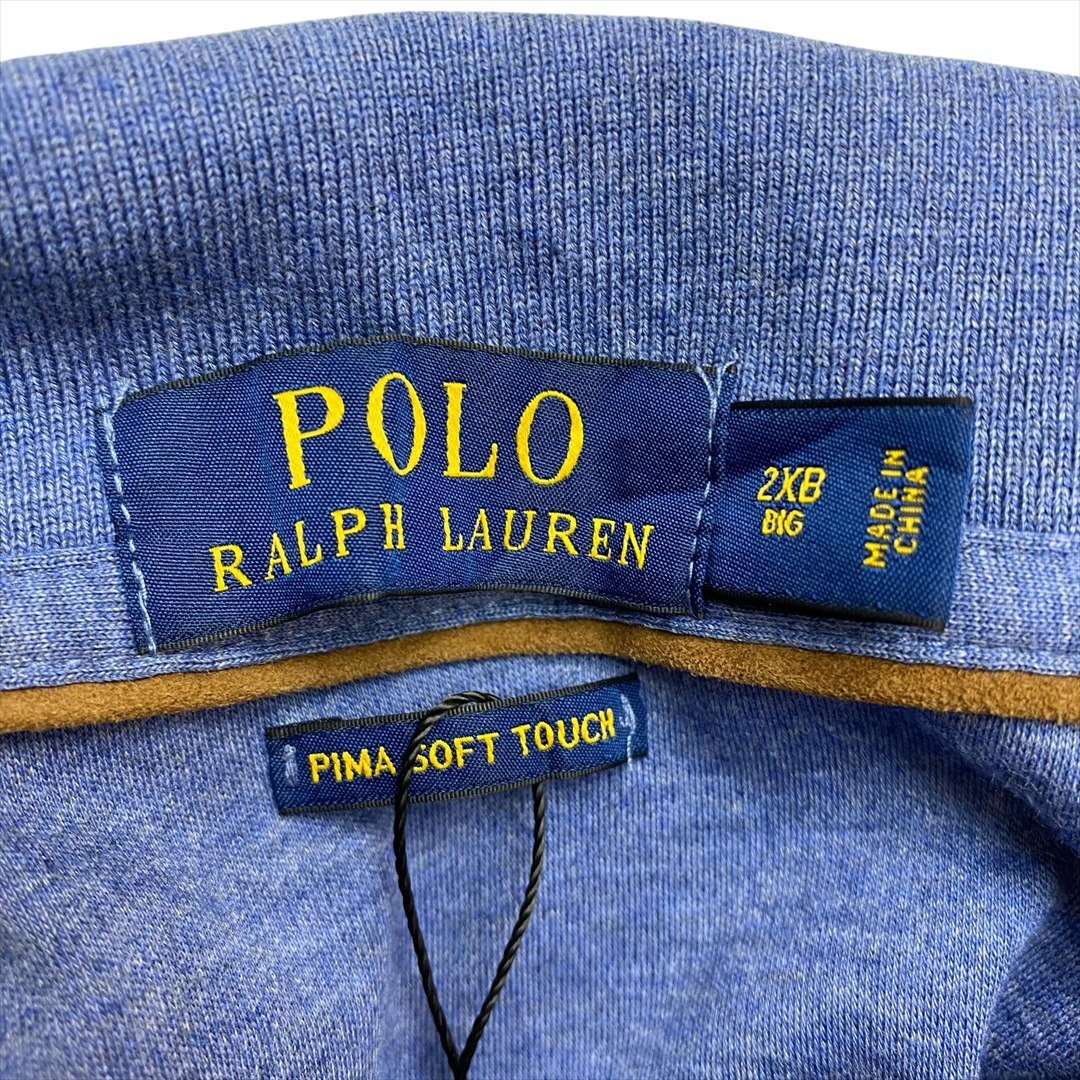 POLO
RALPH LAUREN
2XB
BIG
MADE IN
CHINA
PIMA SOFT TOUCH